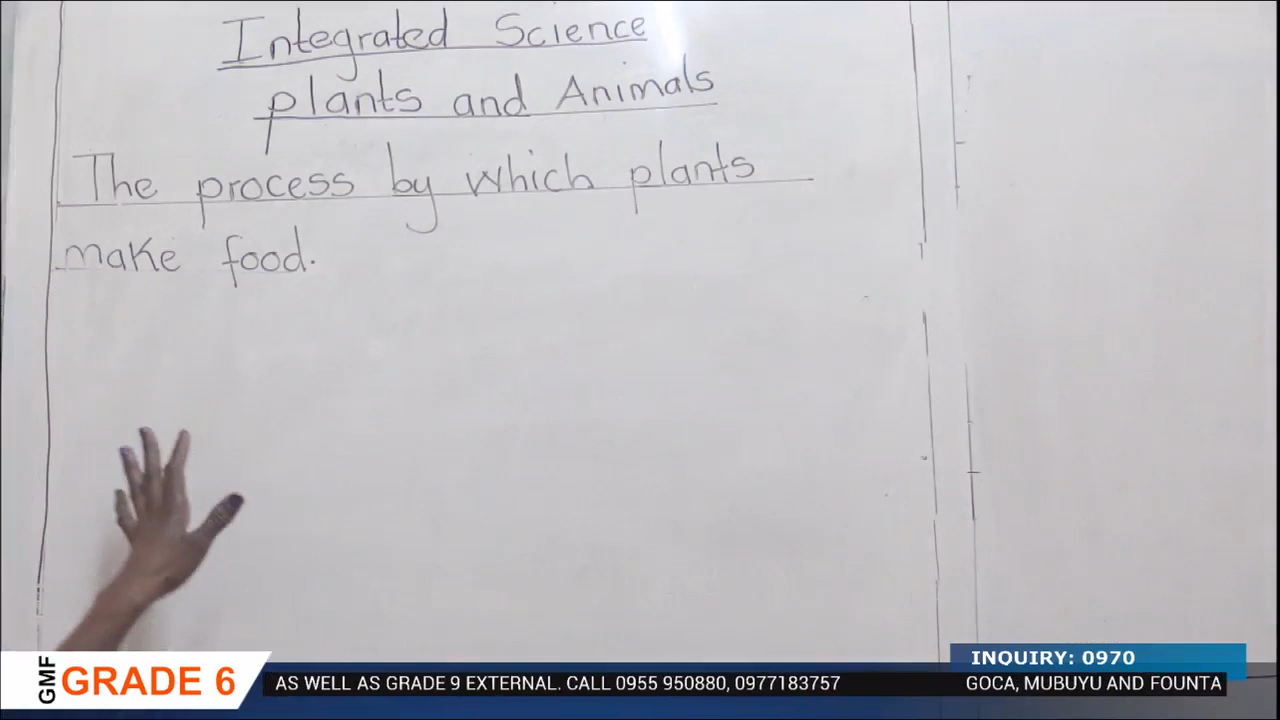 Integrated Science
plants and Animals
The process by which plants
make food.
INQUIRY: 0970
GMF GRADE 6
AS WELL AS GRADE 9 EXTERNAL. CALL 0955 950880, 0977183757
GOCA, MUBUYU AND FOUNTA